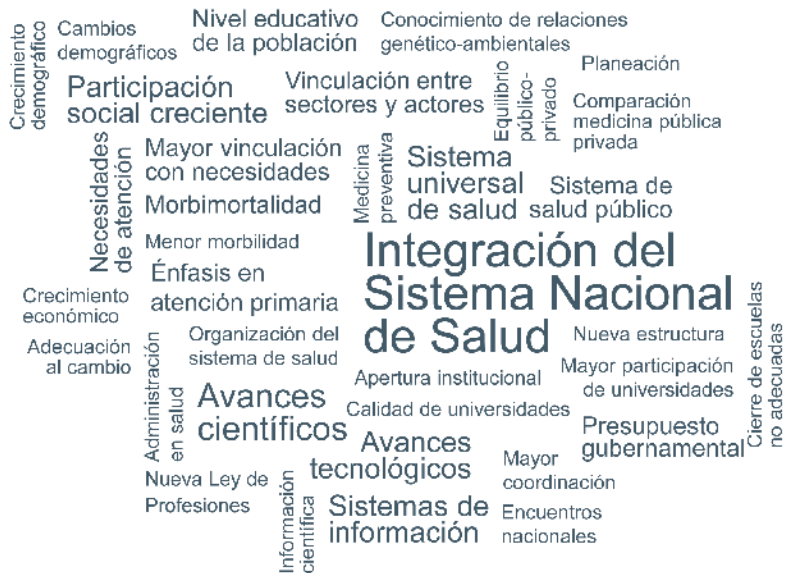 Crecimiento
demográfico
Cambios
demográficos
Nivel educativo
de la población
Conocimiento de relaciones
genético-ambientales
Participación
social creciente
Vinculación entre
sectores y actores
Equilibrio
público-
privado
Planeación
Comparación
medicina pública
privada
Necesidades
de atención
Mayor vinculación
con necesidades
Morbimortalidad
Medicina
preventiva
Sistema
universal
de salud
Sistema de
salud público
Menor morbilidad
Énfasis en
atención primaria
Integración del
Sistema Nacional
de Salud
Crecimiento
económico
Adecuación
al cambio
Administración
en salud
Organización del
sistema de salud
Nueva estructura
Apertura institucional
Mayor participación
de universidades
Cierre de escuelas
no adecuadas
Avances
científicos
Calidad de universidades
Avances
tecnológicos
Presupuesto
gubernamental
Mayor
coordinación
Nueva Ley de
Profesiones
Información
científica
Sistemas de
información
Encuentros
nacionales